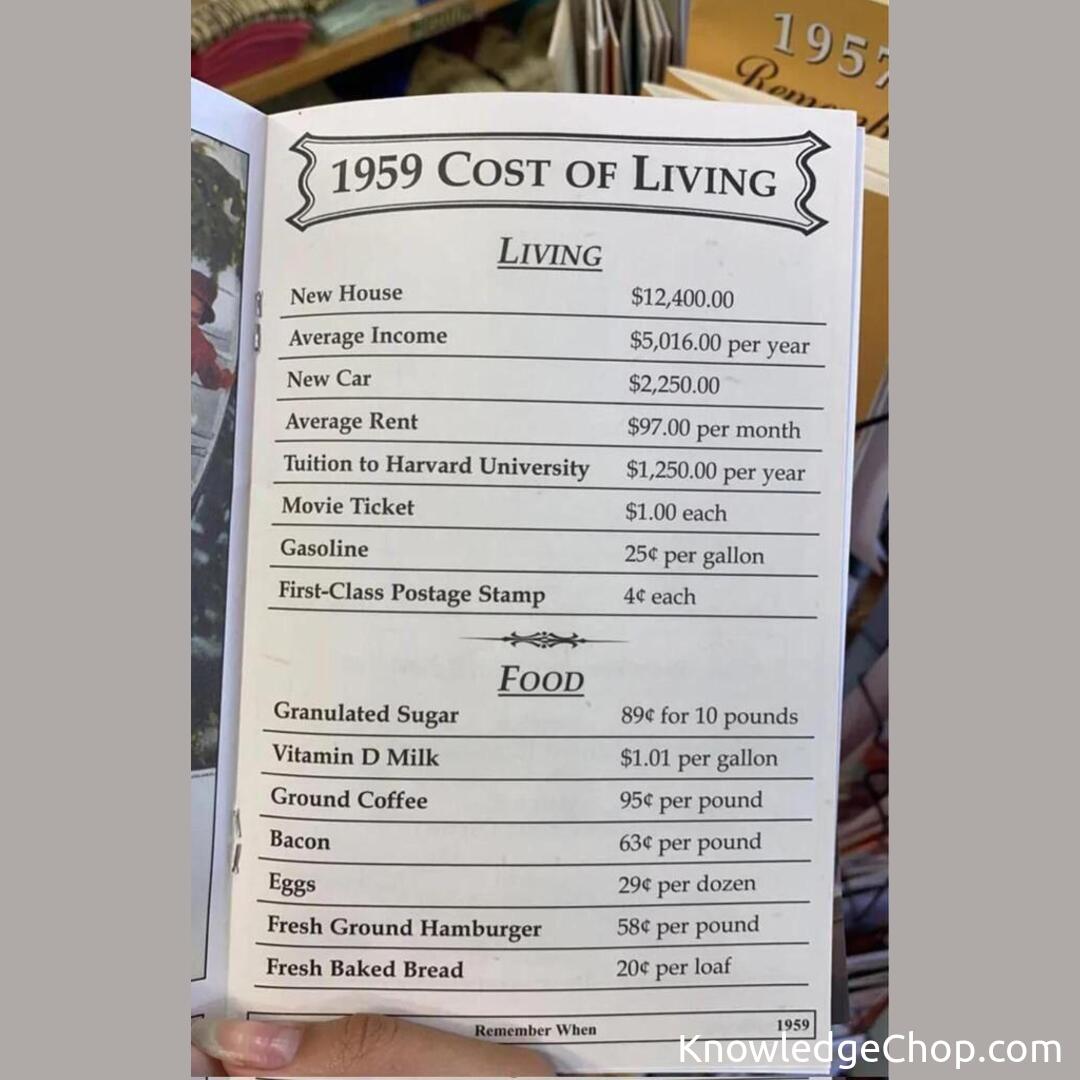 1957
1959 COST OF LIVING
LIVING
New House $12,400.00
Average Income $5,016.00 per year
New Car $2,250.00
Average Rent $97.00 per month
Tuition to Harvard University $1,250.00 per year
Movie Ticket $1.00 each
Gasoline 25¢ per gallon
First-Class Postage Stamp 4¢ each
FOOD
Granulated Sugar 89¢ for 10 pounds
Vitamin D Milk $1.01 per gallon
Ground Coffee 95¢ per pound
Bacon 63¢ per pound
Eggs 29¢ per dozen
Fresh Ground Hamburger 58¢ per pound
Fresh Baked Bread 20¢ per loaf
Remember When 1959
KnowledgeChop.com